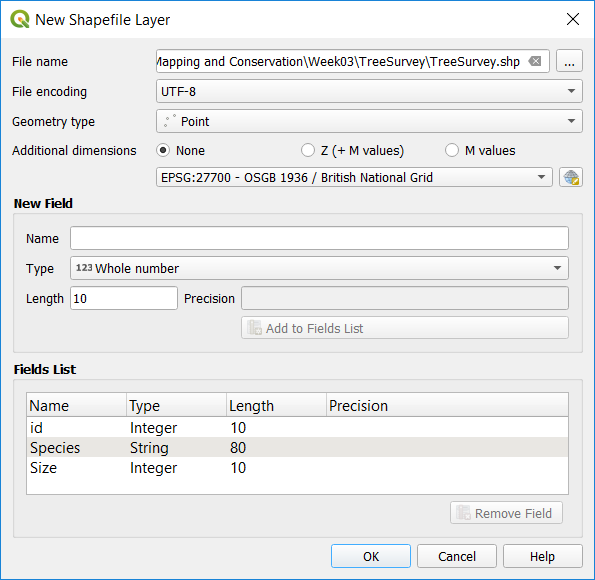 New Shapefile Layer
File name Mapping and Conservation\Week03\TreeSurvey\TreeSurvey.shp ...
File encoding UTF-8
Geometry type Point
Additional dimensions None Z (+ M values) M values
EPSG:27700 - OSGB 1936 / British National Grid
New Field
Name
Type 123 Whole number
Length 10 Precision
Add to Fields List
Fields List
Name Type Length Precision
id Integer 10
Species String 80
Size Integer 10
Remove Field
OK Cancel Help